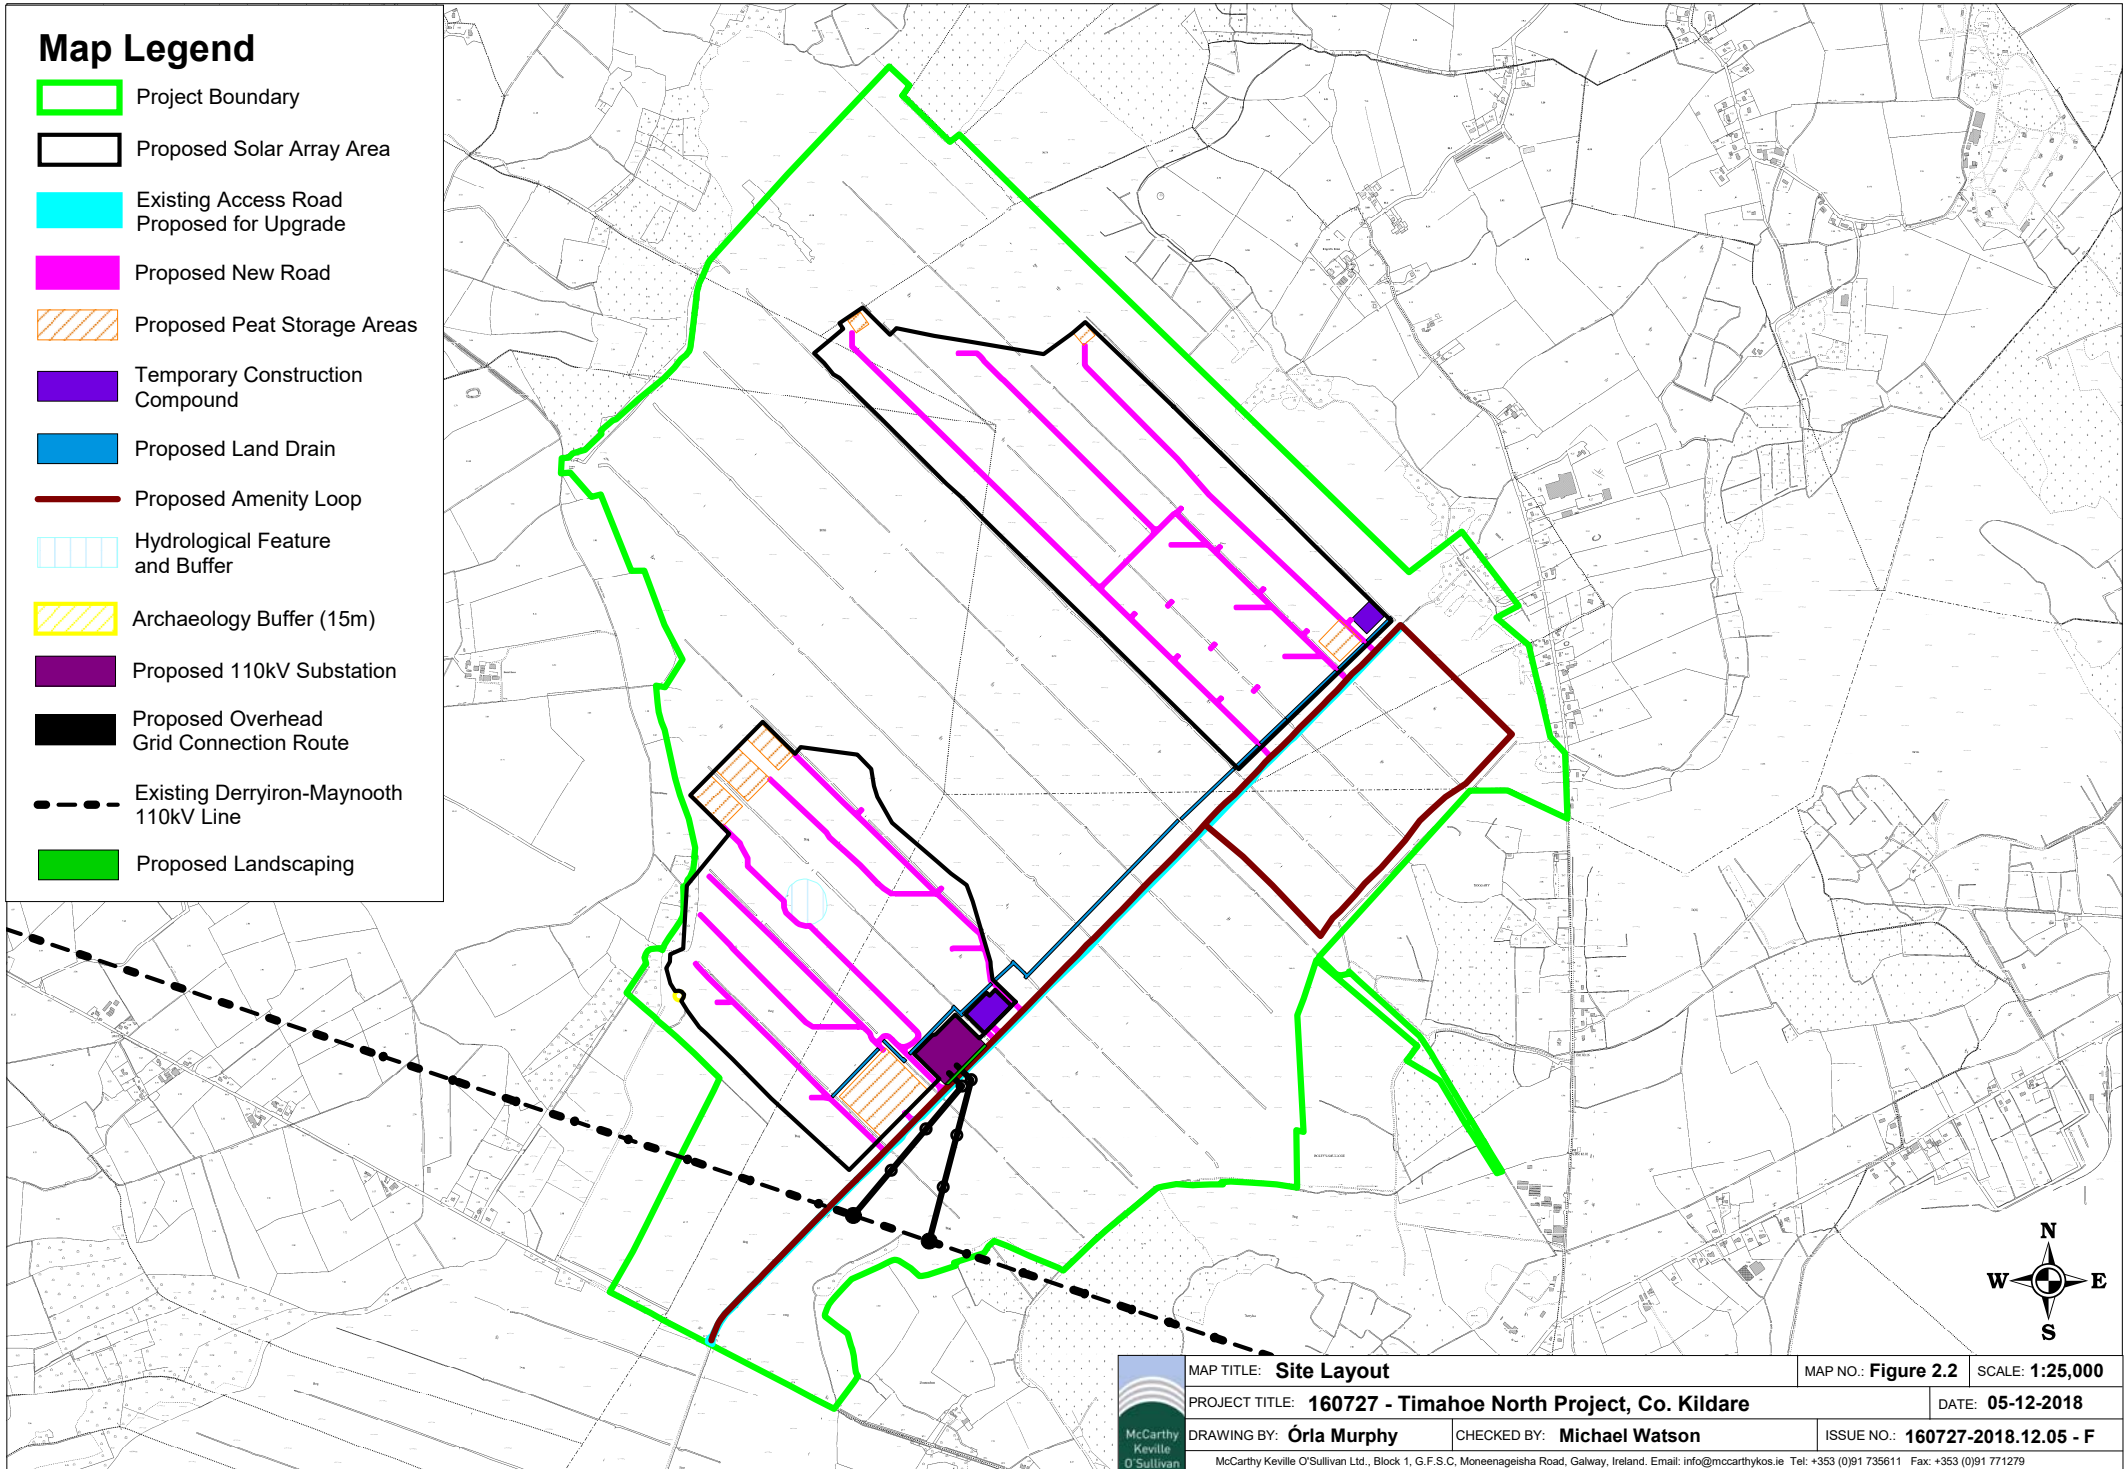 Map Legend
Project Boundary
Proposed Solar Array Area
Existing Access Road
Proposed for Upgrade
Proposed New Road
Proposed Peat Storage Areas
Temporary Construction
Compound
Proposed Land Drain
Proposed Amenity Loop
Hydrological Feature
and Buffer
Archaeology Buffer (15m)
Proposed 110kV Substation
Proposed Overhead
Grid Connection Route
Existing Derryiron-Maynooth
110kV Line
Proposed Landscaping
N
W E
S
McCarthy
Keville
O'Sullivan
MAP TITLE: Site Layout
MAP NO.: Figure 2.2
SCALE: 1:25,000
PROJECT TITLE: 160727 - Timahoe North Project, Co. Kildare
DATE: 05-12-2018
DRAWING BY: Órla Murphy
CHECKED BY: Michael Watson
ISSUE NO.: 160727-2018.12.05 - F
McCarthy Keville O'Sullivan Ltd., Block 1, G.F.S.C, Moneenageisha Road, Galway, Ireland. Email: info@mccarthykos.ie Tel: +353 (0)91 735611 Fax: +353 (0)91 771279